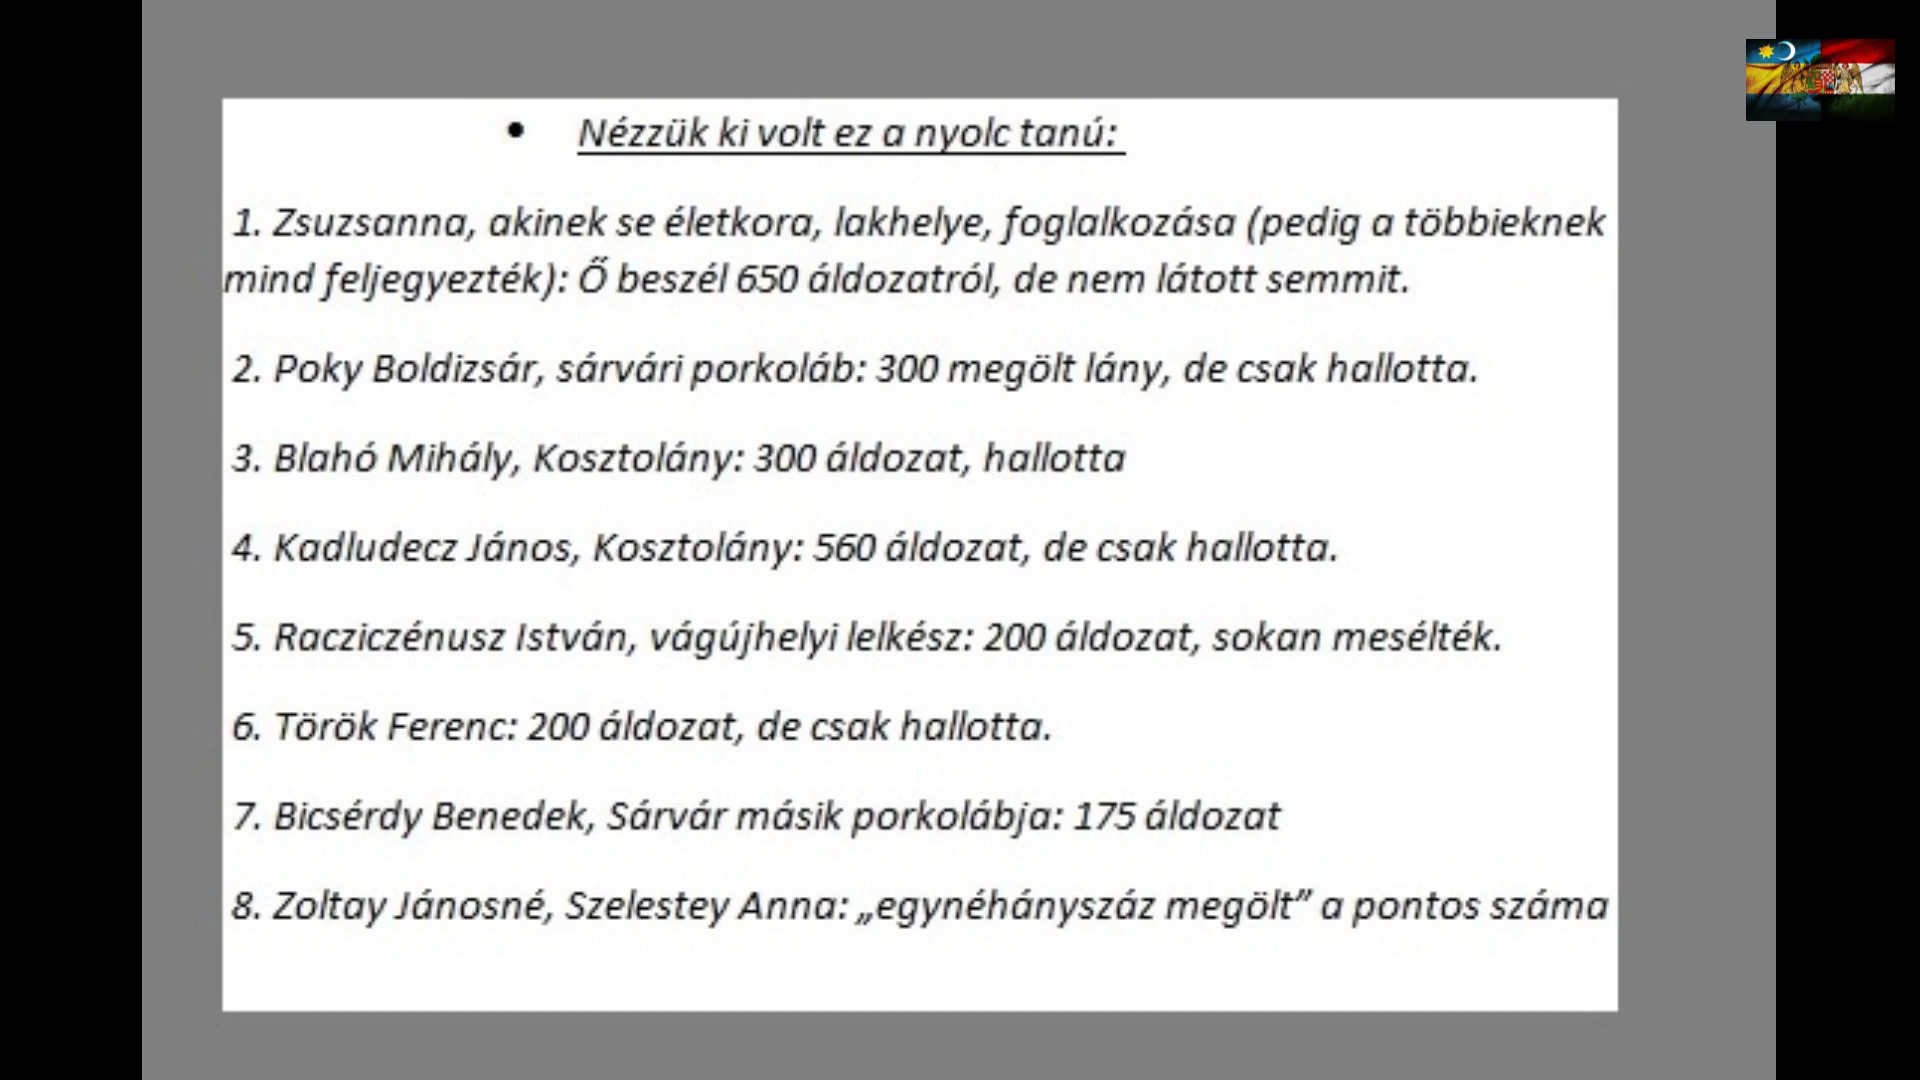 • Nézzük ki volt ez a nyolc tanú:
1. Zsuzsanna, akinek se életkora, lakhelye, foglalkozása (pedig a többieknek
mind feljegyezték): Ő beszél 650 áldozatról, de nem látott semmit.
2. Poky Boldizsár, sárvári porkoláb: 300 megölt lány, de csak hallotta.
3. Blahó Mihály, Kosztolány: 300 áldozat, hallotta
4. Kadludecz János, Kosztolány: 560 áldozat, de csak hallotta.
5. Racziczénusz István, vágújhelyi lelkész: 200 áldozat, sokan mesélték.
6. Török Ferenc: 200 áldozat, de csak hallotta.
7. Bicsérdy Benedek, Sárvár másik porkolábja: 175 áldozat
8. Zoltay Jánosné, Szelestey Anna: „egynéhányszáz megölt” a pontos száma